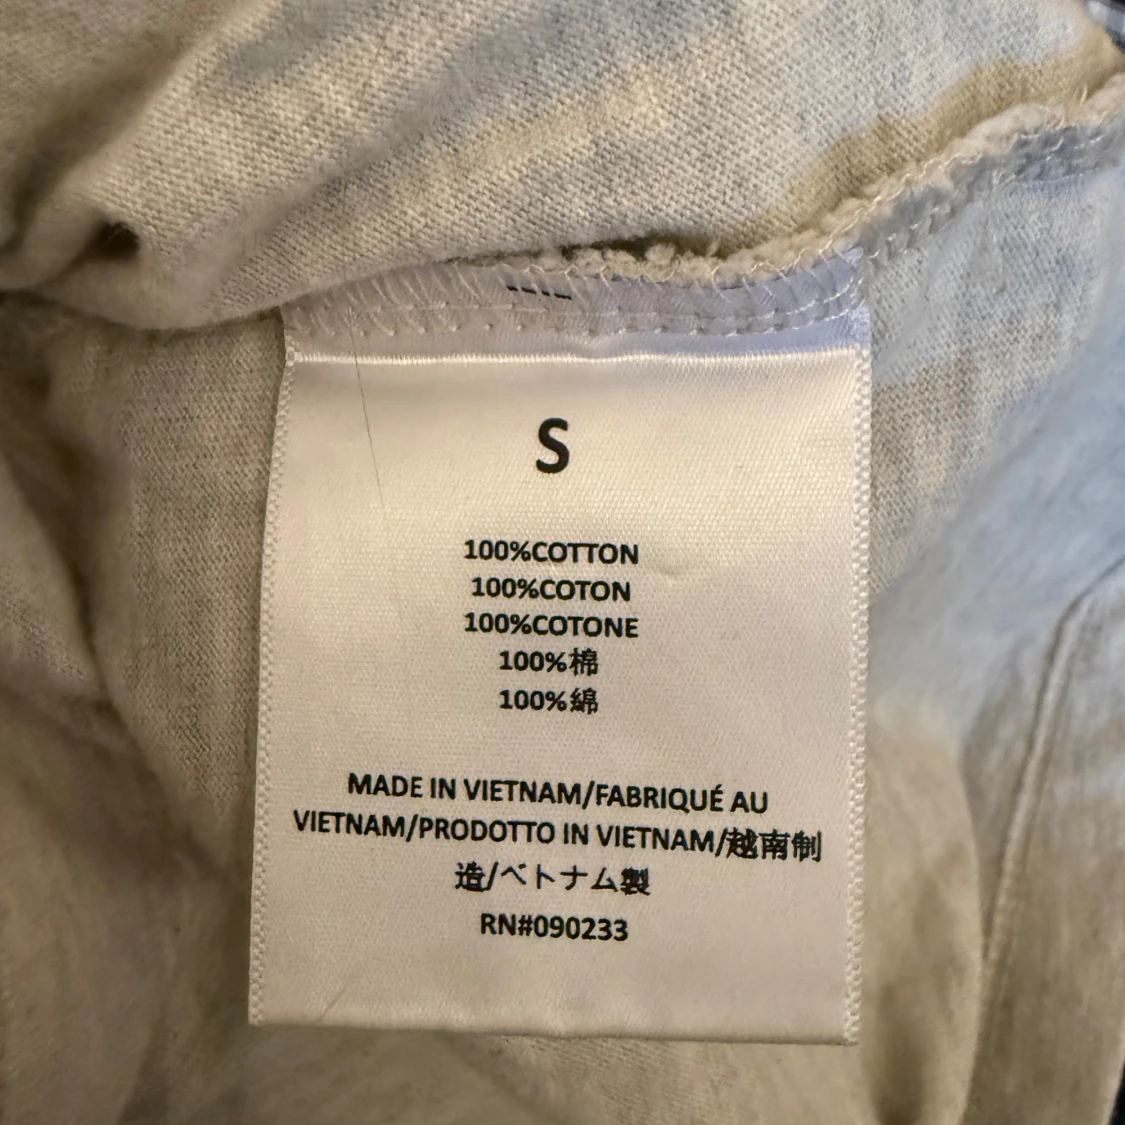 S
100%COTTON
100%COTON
100%COTONE
100%棉
100%綿
MADE IN VIETNAM/FABRIQUÉ AU
VIETNAM/PRODOTTO IN VIETNAM/越南制
造/ベトナム製
RN#090233